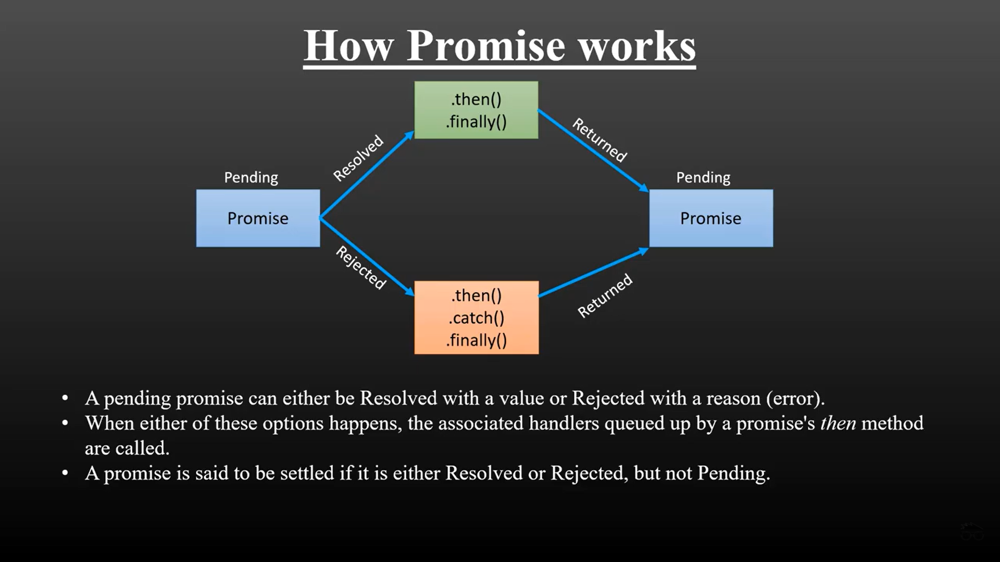 How Promise works
.then()
.finally()
Resolved
Returned
Pending
Pending
Promise
Promise
Rejected
Returned
.then()
.catch()
.finally()
• A pending promise can either be Resolved with a value or Rejected with a reason (error).
• When either of these options happens, the associated handlers queued up by a promise's then method
are called.
• A promise is said to be settled if it is either Resolved or Rejected, but not Pending.